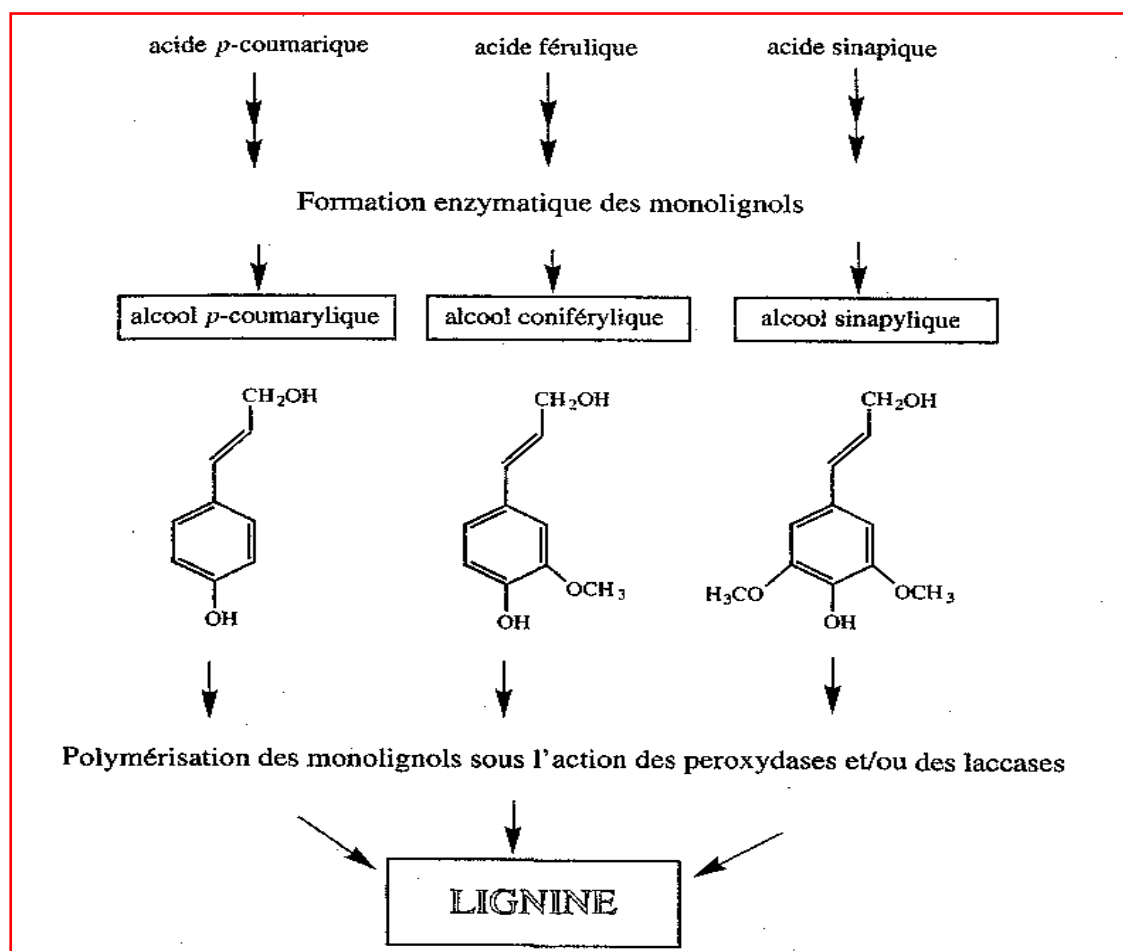 acide p-coumarique acide férulique acide sinapique
Formation enzymatique des monolignols
alcool p-coumarylique alcool coniférylique alcool sinapylique
CH₂OH CH₂OH CH₂OH
OCH₃ H₃CO OCH₃
OH OH OH
Polymérisation des monolignols sous l'action des peroxydases et/ou des laccases
LIGNINE